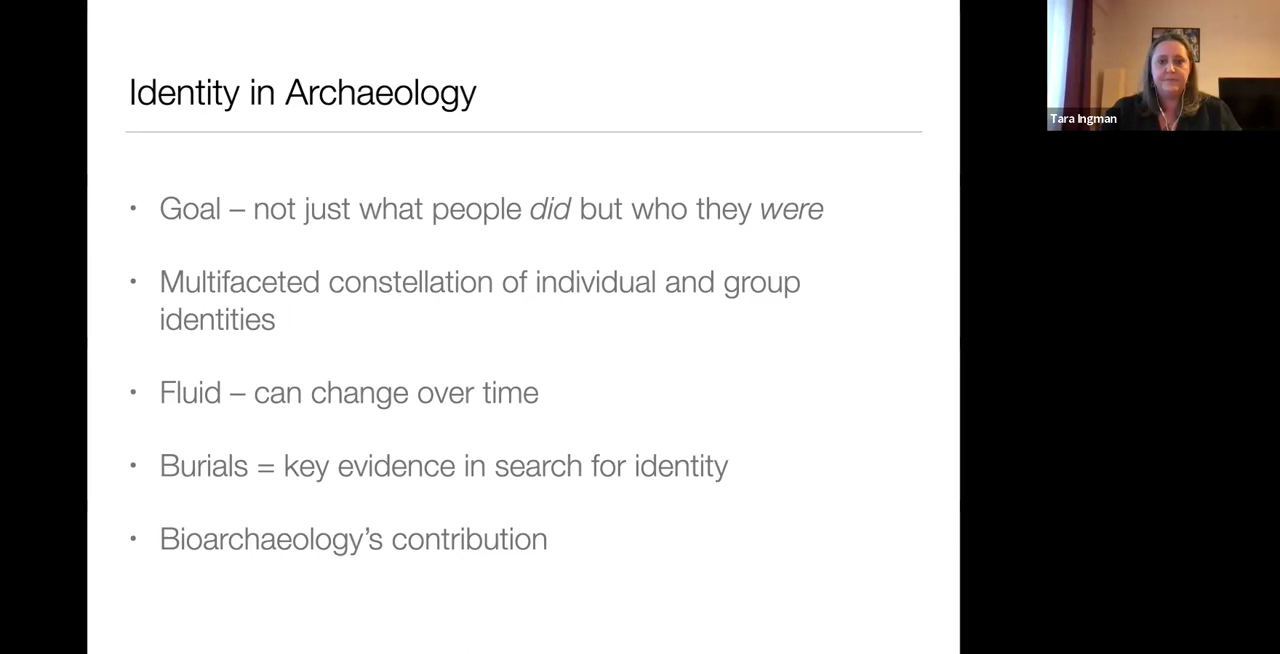 Identity in Archaeology
• Goal – not just what people did but who they were
• Multifaceted constellation of individual and group
identities
• Fluid – can change over time
• Burials = key evidence in search for identity
• Bioarchaeology’s contribution
Tara Ingman